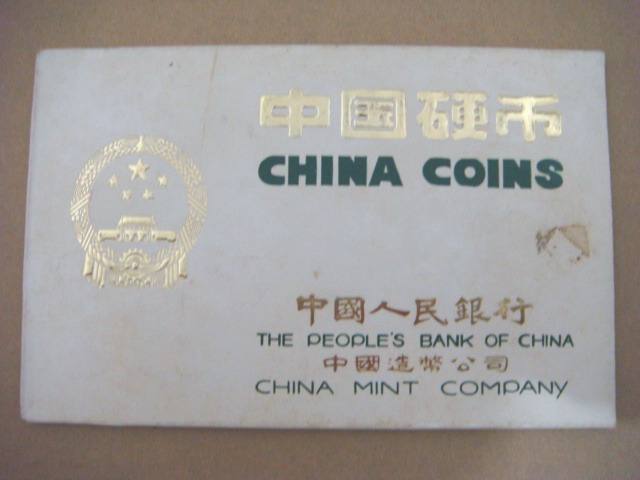 中国硬币
CHINA COINS
中國人民銀行
THE PEOPLE'S BANK OF CHINA
中國造幣公司
CHINA MINT COMPANY